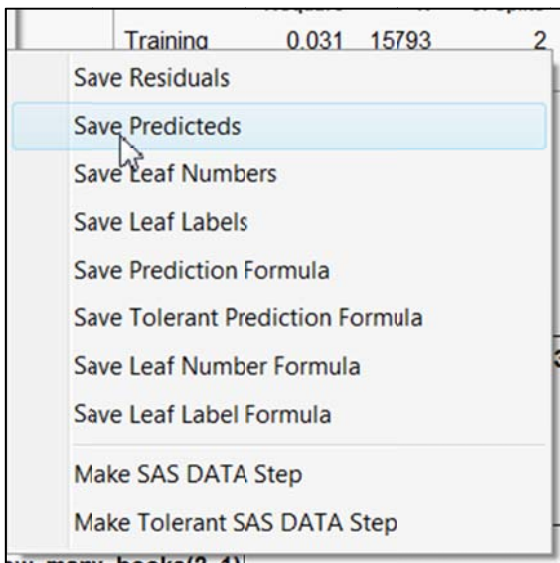 Training 0.031 15793 2
Save Residuals
Save Predicteds
Save Leaf Numbers
Save Leaf Labels
Save Prediction Formula
Save Tolerant Prediction Formula
Save Leaf Number Formula
Save Leaf Label Formula
Make SAS DATA Step
Make Tolerant SAS DATA Step